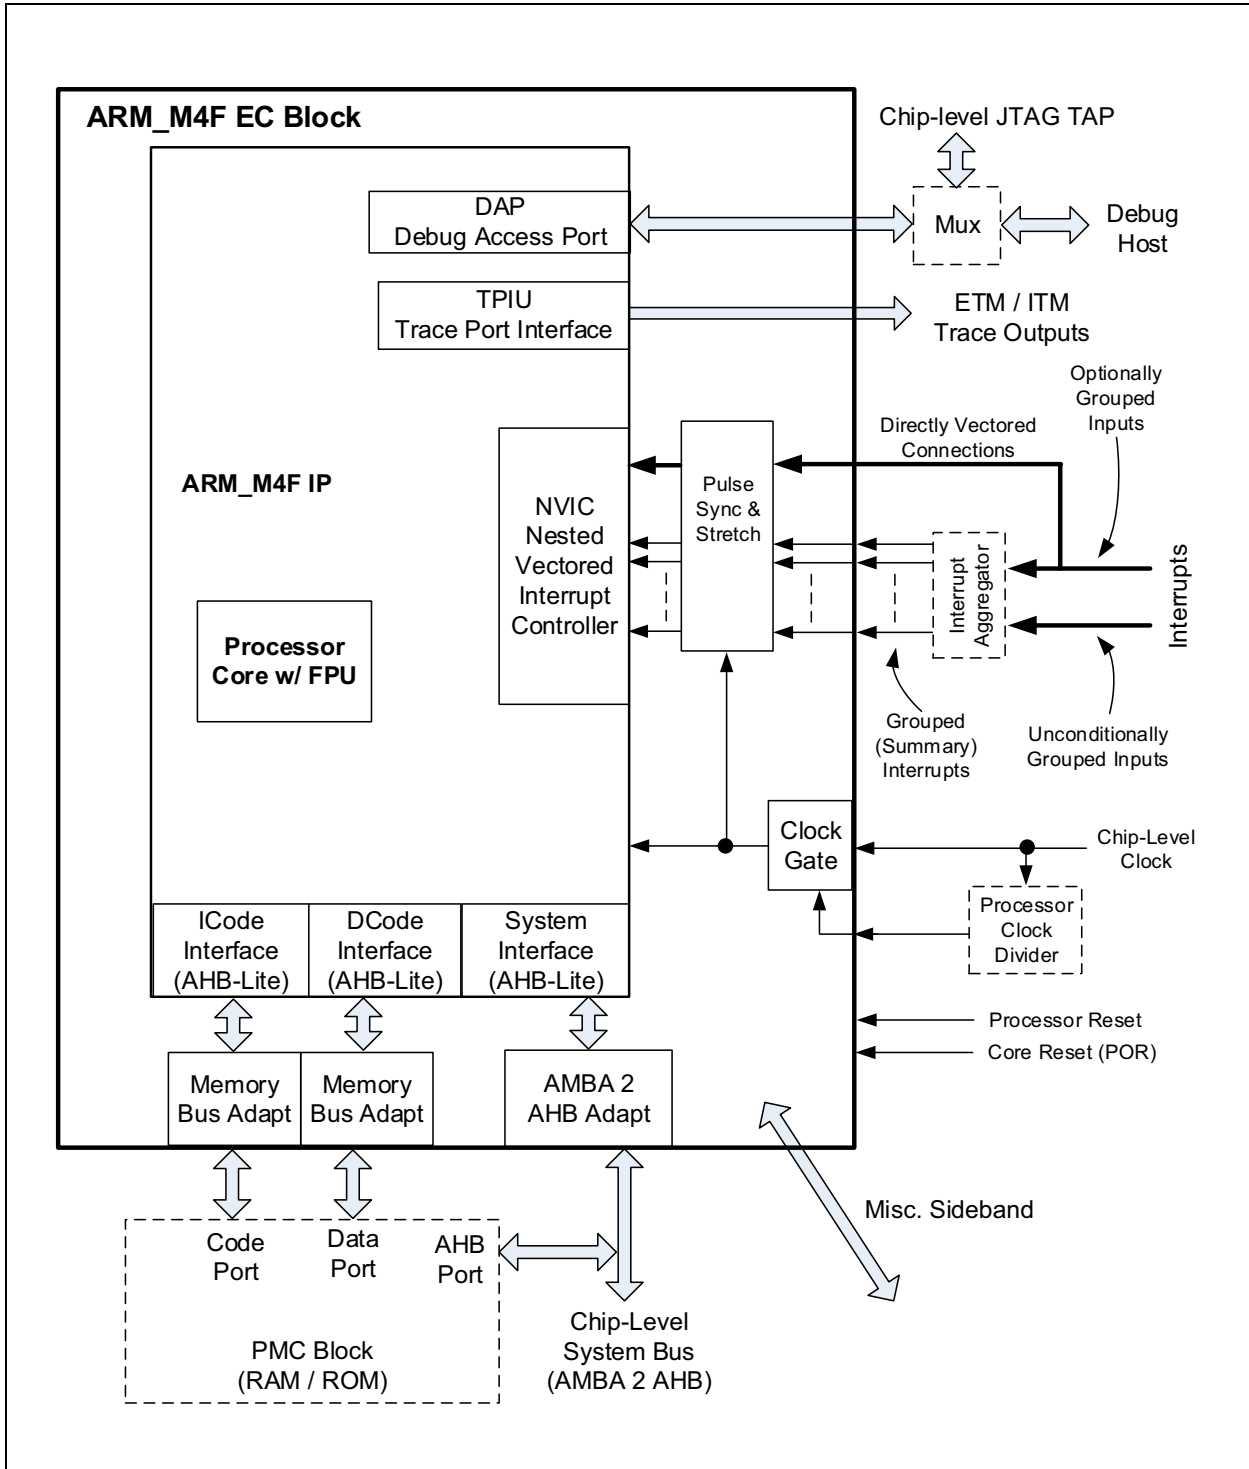 ARM_M4F EC Block
Chip-level JTAG TAP
DAP
Debug Access Port
Mux
Debug
Host
TPIU
Trace Port Interface
ETM / ITM
Trace Outputs
Optionally
Grouped
Inputs
Directly Vectored
Connections
ARM_M4F IP
NVIC
Nested
Vectored
Interrupt
Controller
Pulse
Sync &
Stretch
Interrupt
Aggregator
Interrupts
Processor
Core w/ FPU
Grouped
(Summary)
Interrupts
Unconditionally
Grouped Inputs
Clock
Gate
Chip-Level
Clock
Processor
Clock
Divider
ICode
Interface
(AHB-Lite)
DCode
Interface
(AHB-Lite)
System
Interface
(AHB-Lite)
Processor Reset
Core Reset (POR)
Memory
Bus Adapt
Memory
Bus Adapt
AMBA 2
AHB Adapt
Misc. Sideband
Code
Port
Data
Port
AHB
Port
PMC Block
(RAM / ROM)
Chip-Level
System Bus
(AMBA 2 AHB)